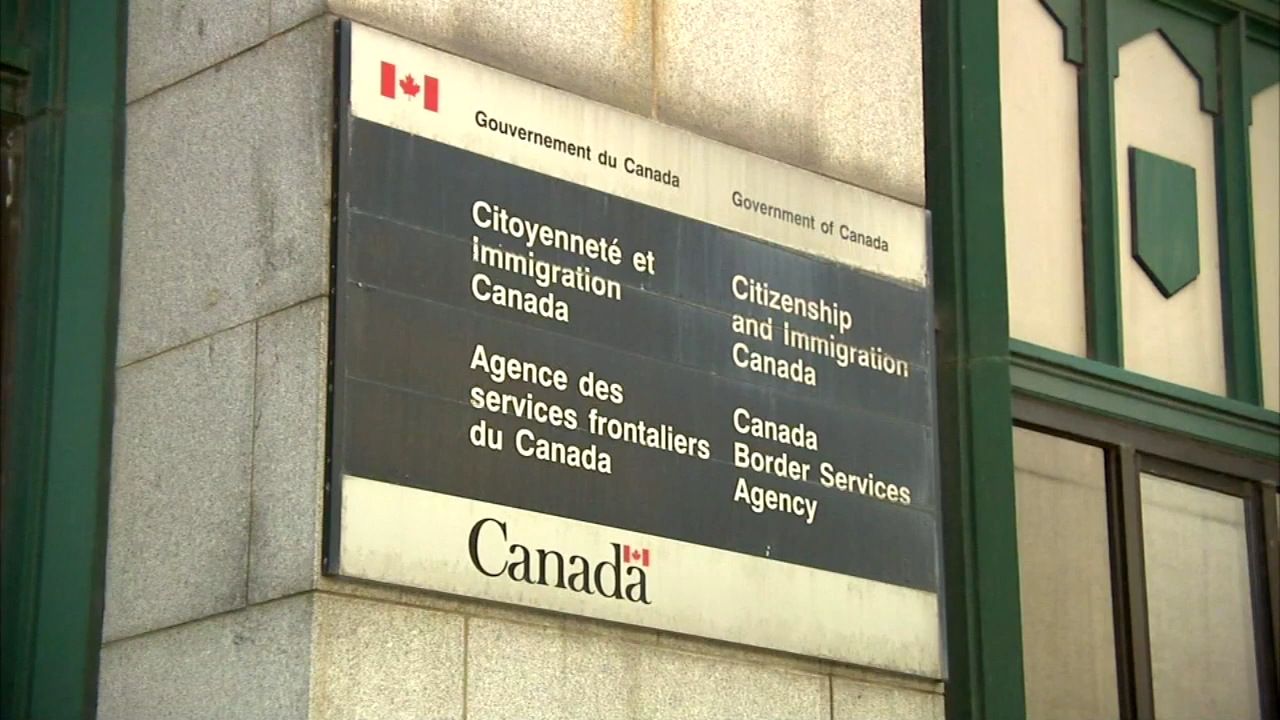 Gouvernement du Canada
Government of Canada
Citoyenneté et
Immigration
Canada
Citizenship
and Immigration
Canada
Agence des
services frontaliers
du Canada
Canada
Border Services
Agency
Canada